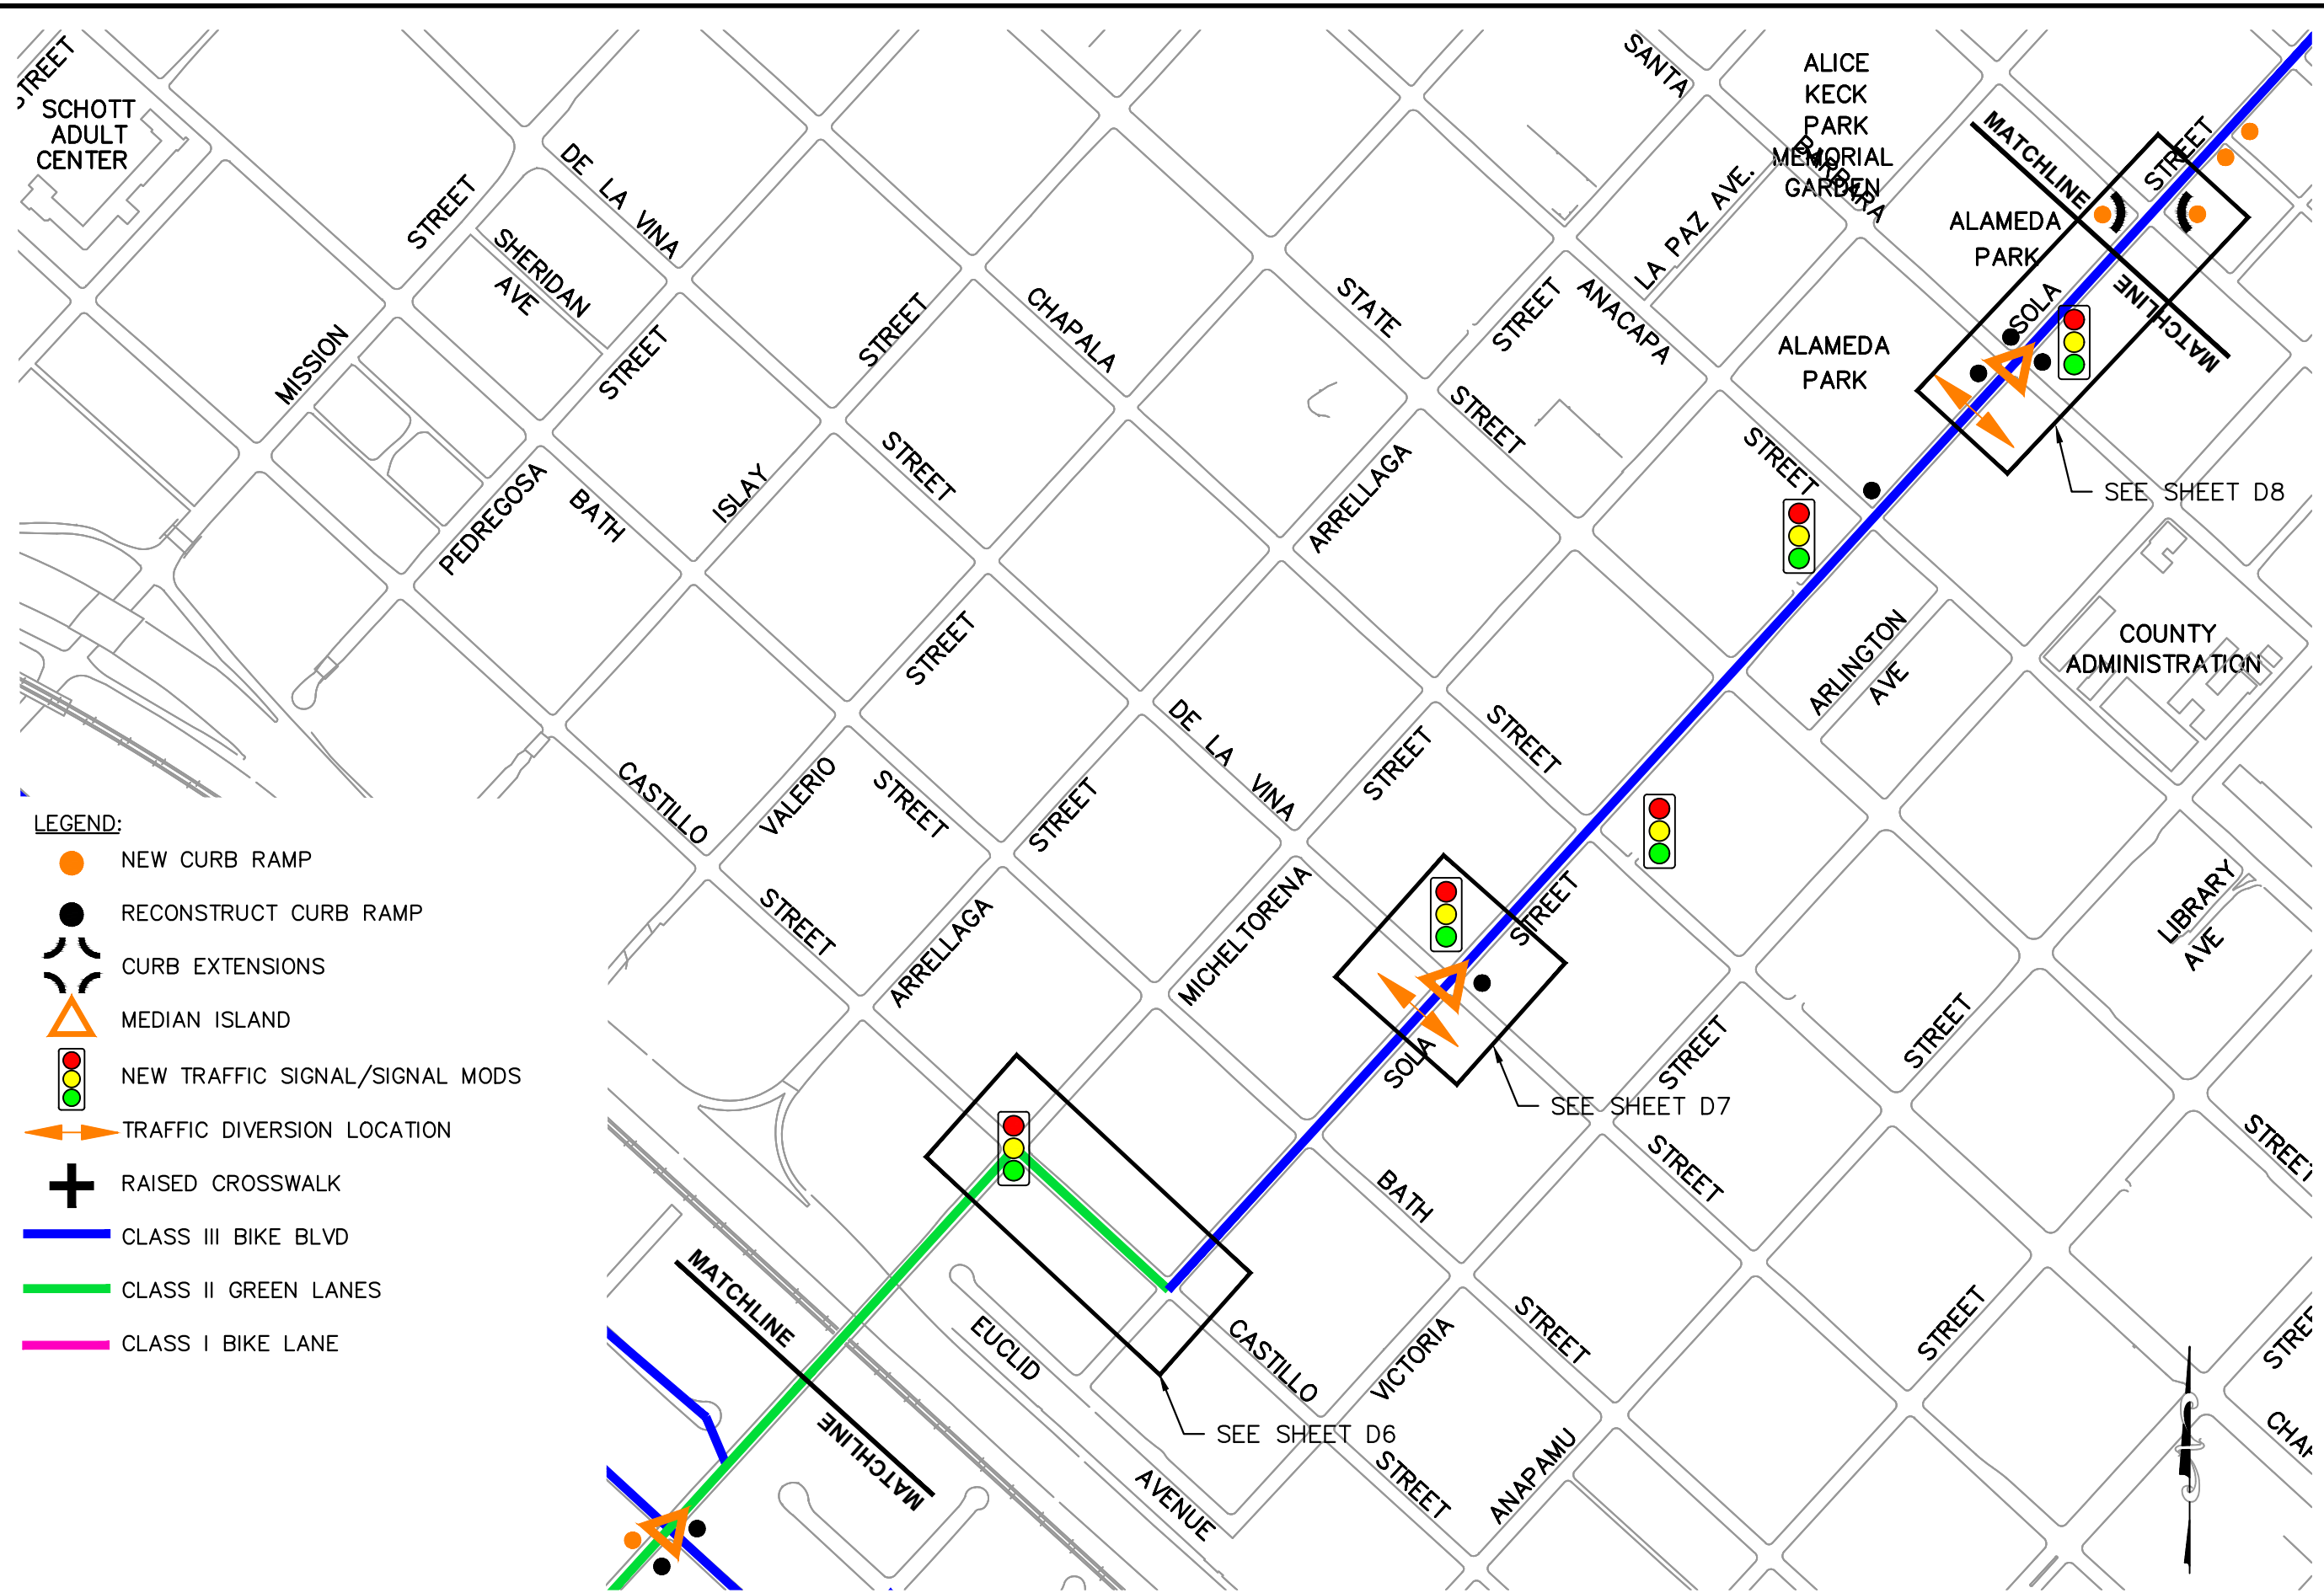 STREET
SCHOTT
ADULT
CENTER
DE LA VINA
STREET
SHERIDAN
AVE
MISSION
STREET
STREET
CHAPALA
STATE
STREET
SANTA
BARBARA
LA PAZ AVE.
ANACAPA
ALICE
KECK
PARK
MEMORIAL
GARDEN
ALAMEDA
PARK
ALAMEDA
PARK
MATCHLINE
MATCHLINE
STREET
SOLA
SEE SHEET D8
PEDREGOSA
BATH
ISLAY
STREET
ARRELLAGA
STREET
STREET
COUNTY
ADMINISTRATION
ARLINGTON
AVE
STREET
DE LA VINA
STREET
STREET
CASTILLO
VALERIO
STREET
STREET
LIBRARY
AVE
STREET
ARRELLAGA
MICHELTORENA
STREET
SOLA
SEE SHEET D7
STREET
STREET
STREET
STREET
BATH
STREET
STREET
STREET
MATCHLINE
MATCHLINE
EUCLID
AVENUE
CASTILLO
STREET
VICTORIA
ANAPAMU
SEE SHEET D6
LEGEND:
NEW CURB RAMP
RECONSTRUCT CURB RAMP
CURB EXTENSIONS
MEDIAN ISLAND
NEW TRAFFIC SIGNAL/SIGNAL MODS
TRAFFIC DIVERSION LOCATION
RAISED CROSSWALK
CLASS III BIKE BLVD
CLASS II GREEN LANES
CLASS I BIKE LANE